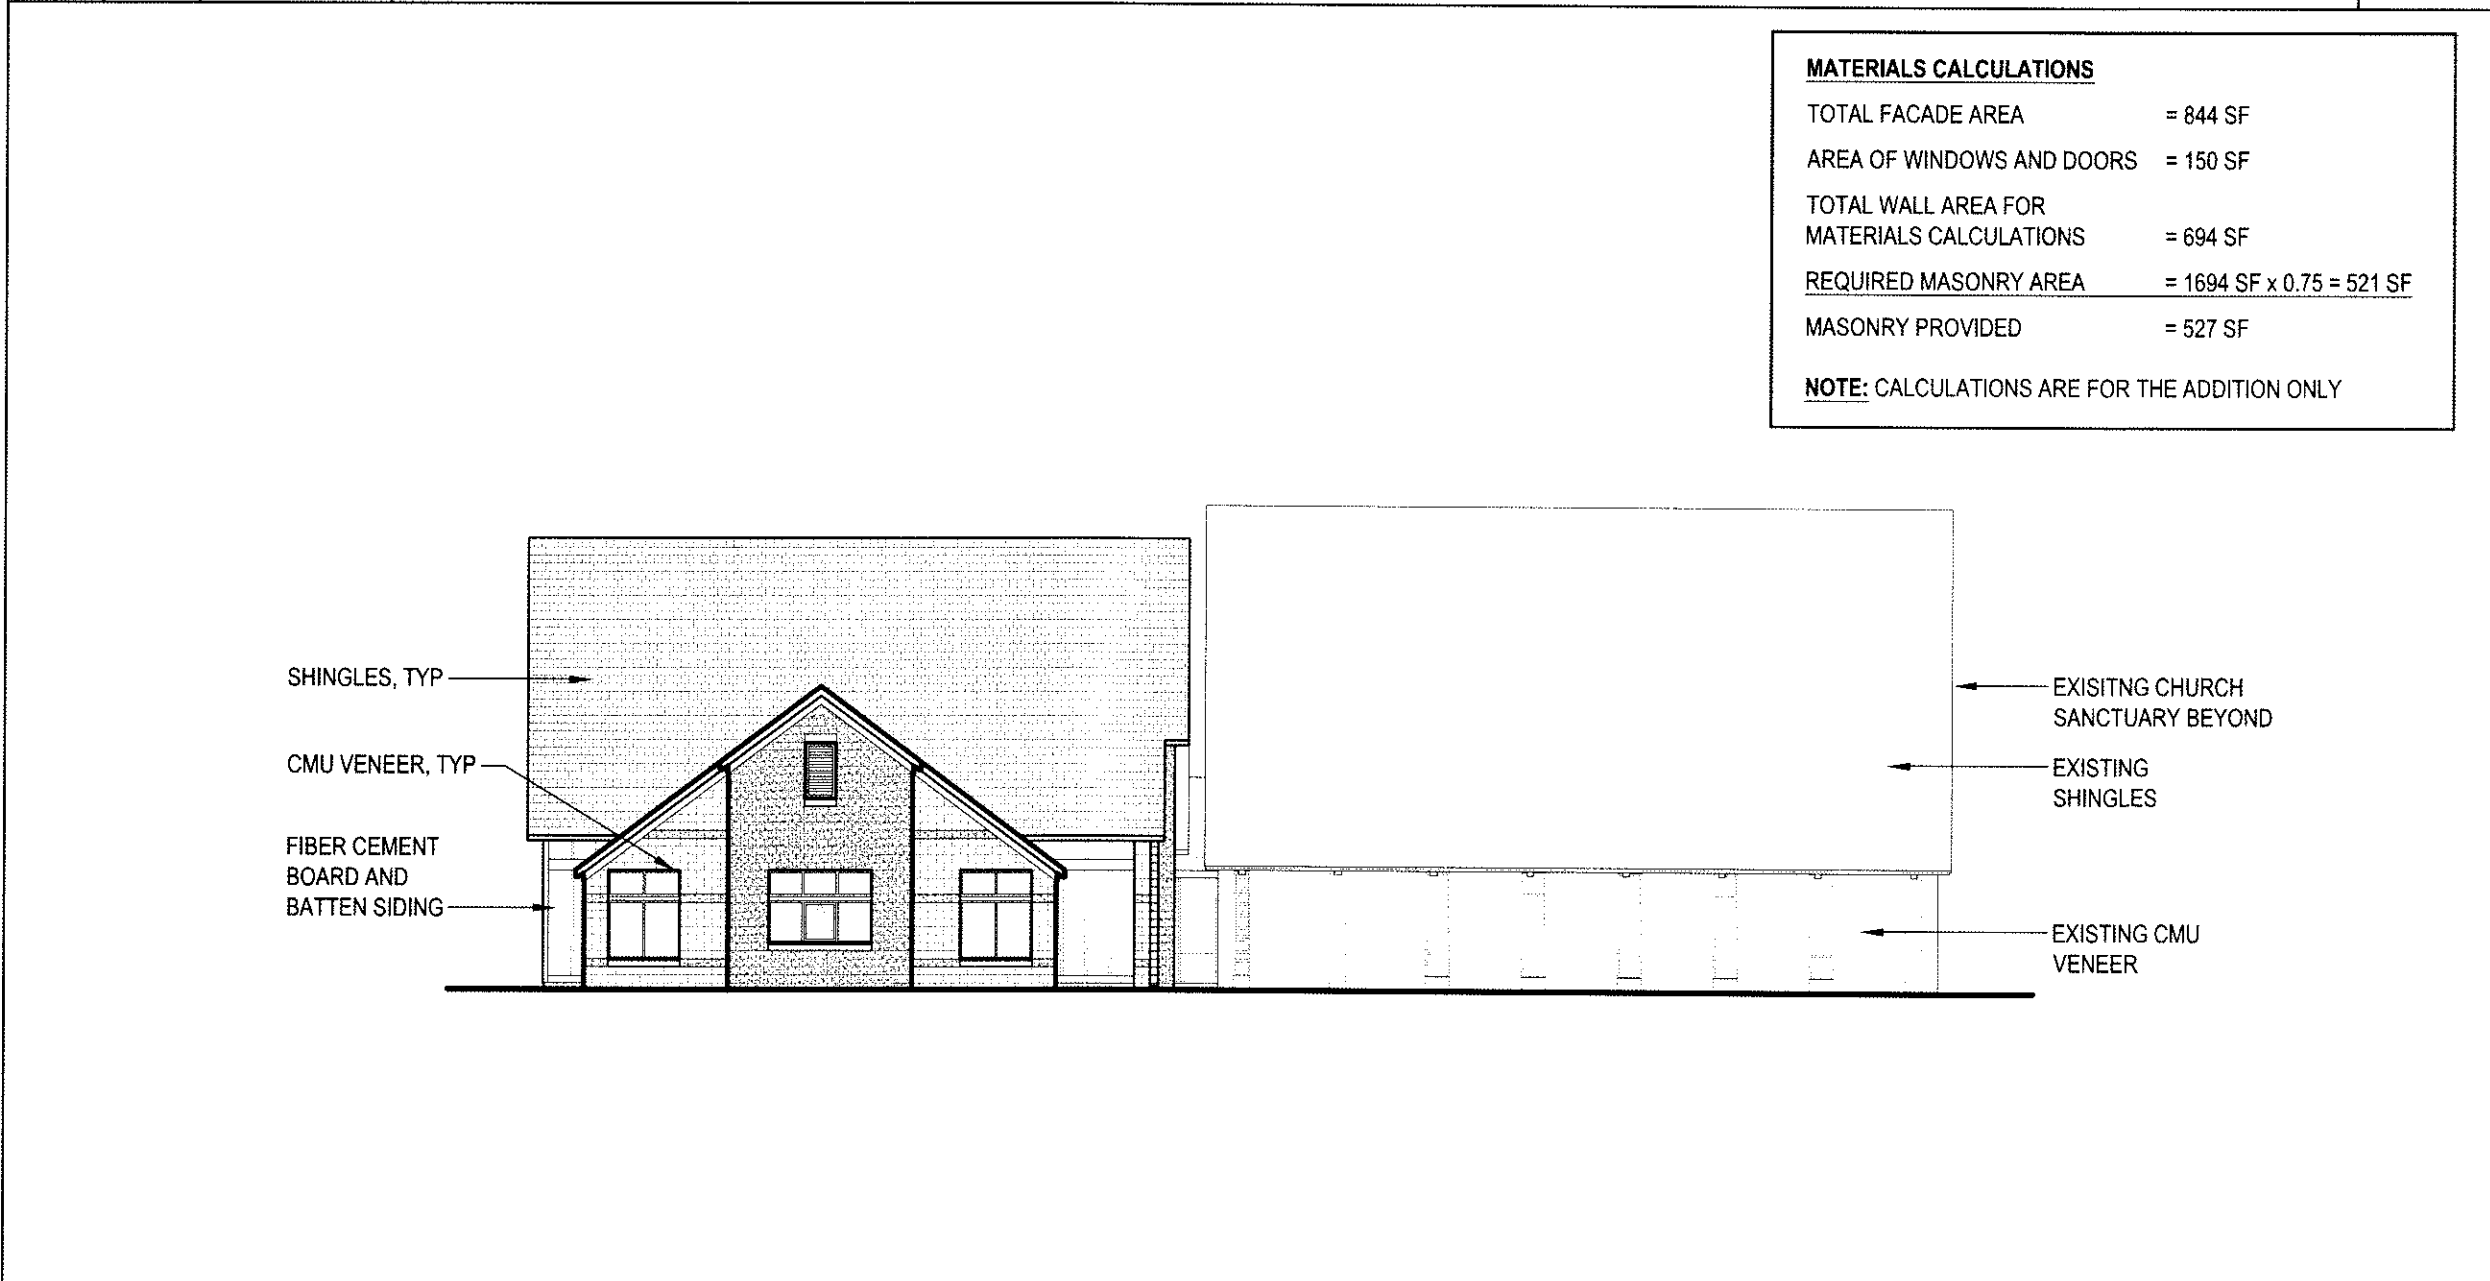 MATERIALS CALCULATIONS
TOTAL FACADE AREA = 844 SF
AREA OF WINDOWS AND DOORS = 150 SF
TOTAL WALL AREA FOR
MATERIALS CALCULATIONS = 694 SF
REQUIRED MASONRY AREA = 1694 SF x 0.75 = 521 SF
MASONRY PROVIDED = 527 SF
NOTE: CALCULATIONS ARE FOR THE ADDITION ONLY
SHINGLES, TYP
CMU VENEER, TYP
FIBER CEMENT
BOARD AND
BATTEN SIDING
EXISITNG CHURCH
SANCTUARY BEYOND
EXISTING
SHINGLES
EXISTING CMU
VENEER